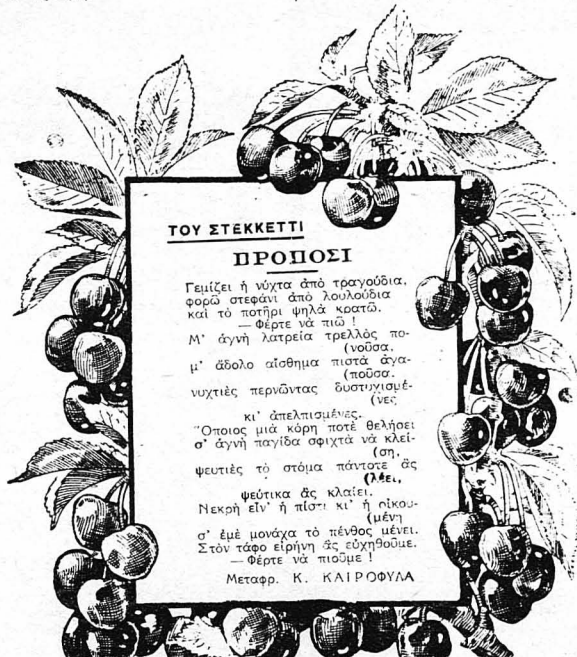 ΤΟΥ ΣΤΕΚΚΕΤΤΙ
ΠΡΟΠΟΣΙ
Γεμίζει ἡ νύχτα ἀπὸ τραγούδια,
φορῶ στεφάνι ἀπὸ λουλούδια
καὶ τὸ ποτήρι ψηλὰ κρατῶ.
— Φέρτε νὰ πιῶ !
Μ' ἁγνὴ λατρεία τρελλὸς πο-
(νοῦσα,
μ' ἄδολο αἴσθημα πιστὰ ἀγα-
(ποῦσα.
νυχτιὲς περνῶντας δυστυχισμέ-
(νες
κι' ἀπελπισμένες.
Ὅποιος μιὰ κόρη ποτὲ θελήσει
σ' ἁγνὴ παγίδα σφιχτὰ νὰ κλεί-
(ση,
ψευτιὲς τὸ στόμα πάντοτε ἂς
(λέει,
ψεύτικα ἂς κλαίει.
Νεκρὴ εἶν' ἡ πίστι κι' ἡ οἰκου-
(μένη
σ' ἐμὲ μονάχα τὸ πένθος μένει.
Στὸν τάφο εἰρήνη ἂς εὐχηθοῦμε.
— Φέρτε νὰ πιοῦμε !
Μεταφρ. Κ. ΚΑΙΡΟΦΥΛΑ